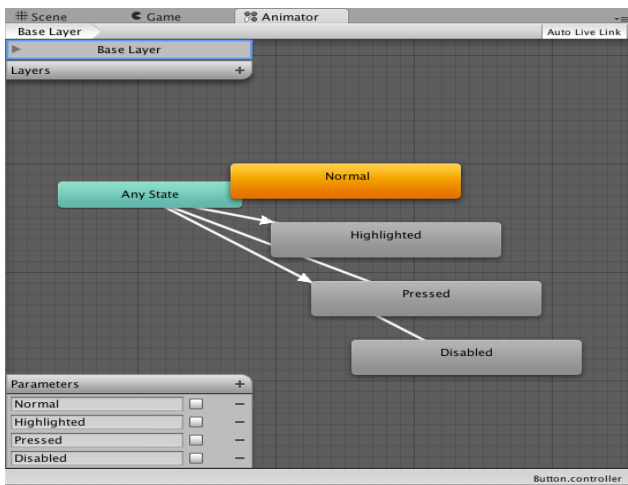 Scene Game Animator
Base Layer Auto Live Link
Base Layer
Layers
Normal
Any State
Highlighted
Pressed
Disabled
Parameters
Normal
Highlighted
Pressed
Disabled
Button.controller